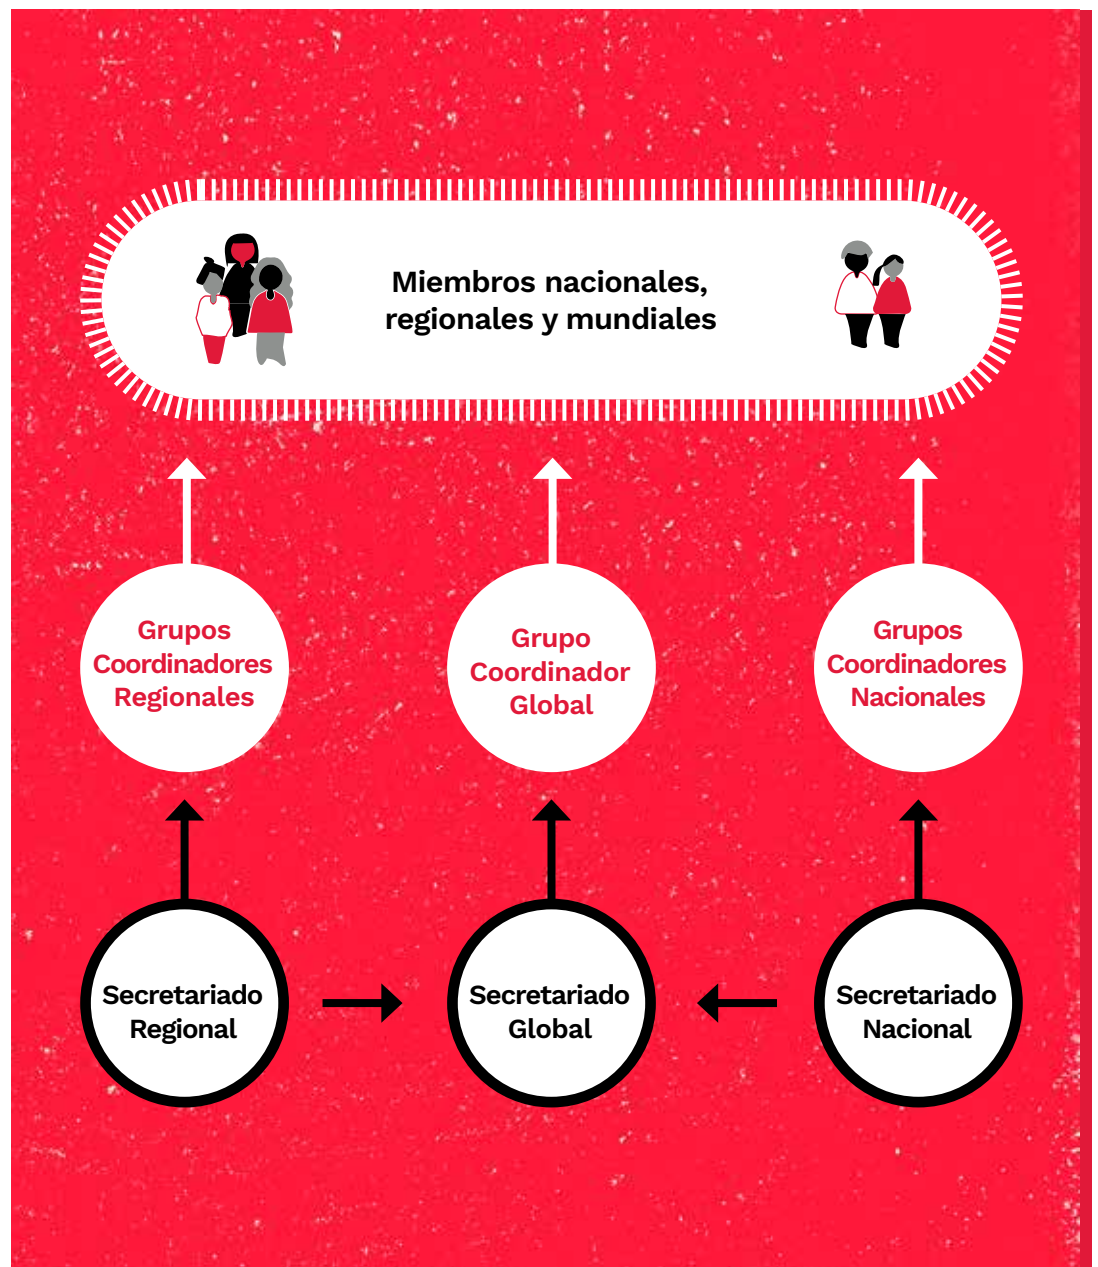 Miembros nacionales,
regionales y mundiales
Grupos
Coordinadores
Regionales
Grupo
Coordinador
Global
Grupos
Coordinadores
Nacionales
Secretariado
Regional
Secretariado
Global
Secretariado
Nacional